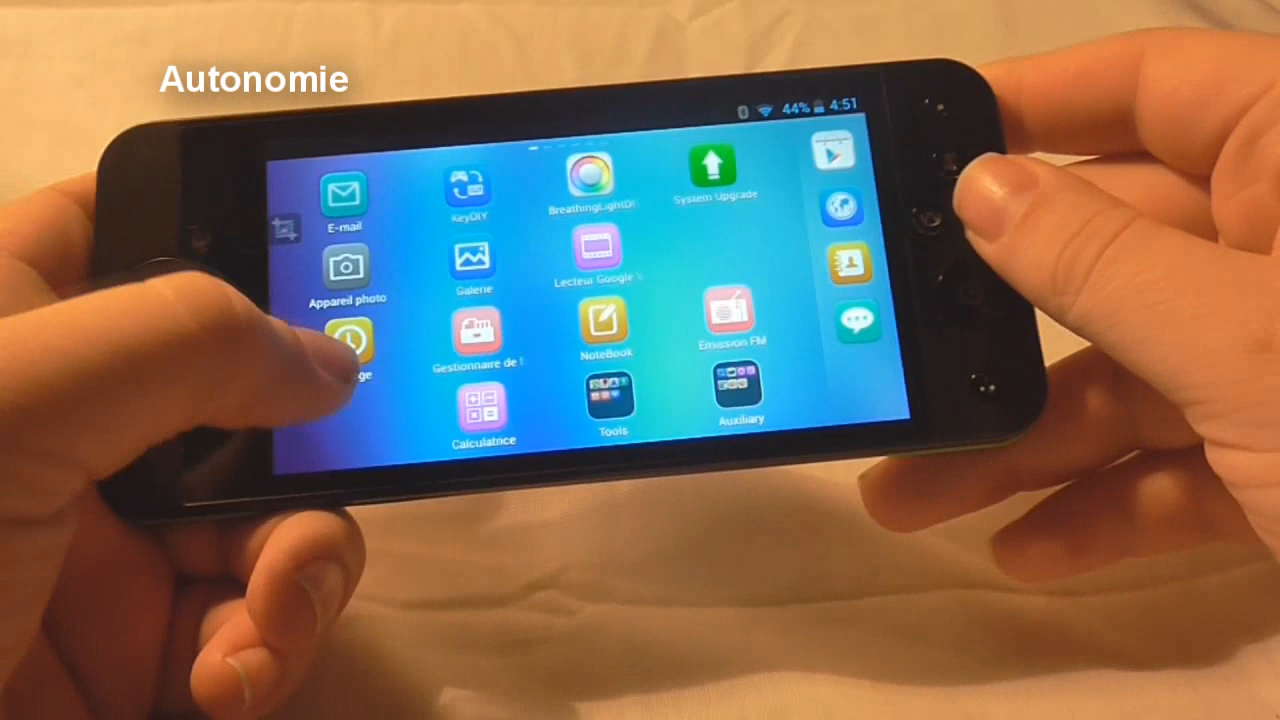 Autonomie
44% 4:51
E-mail
KeyDIY
BreathingLightDI
System Upgrade
Appareil photo
Galerie
Lecteur Google
ge
Gestionnaire de
NoteBook
Emission FM
Calculatrice
Tools
Auxiliary